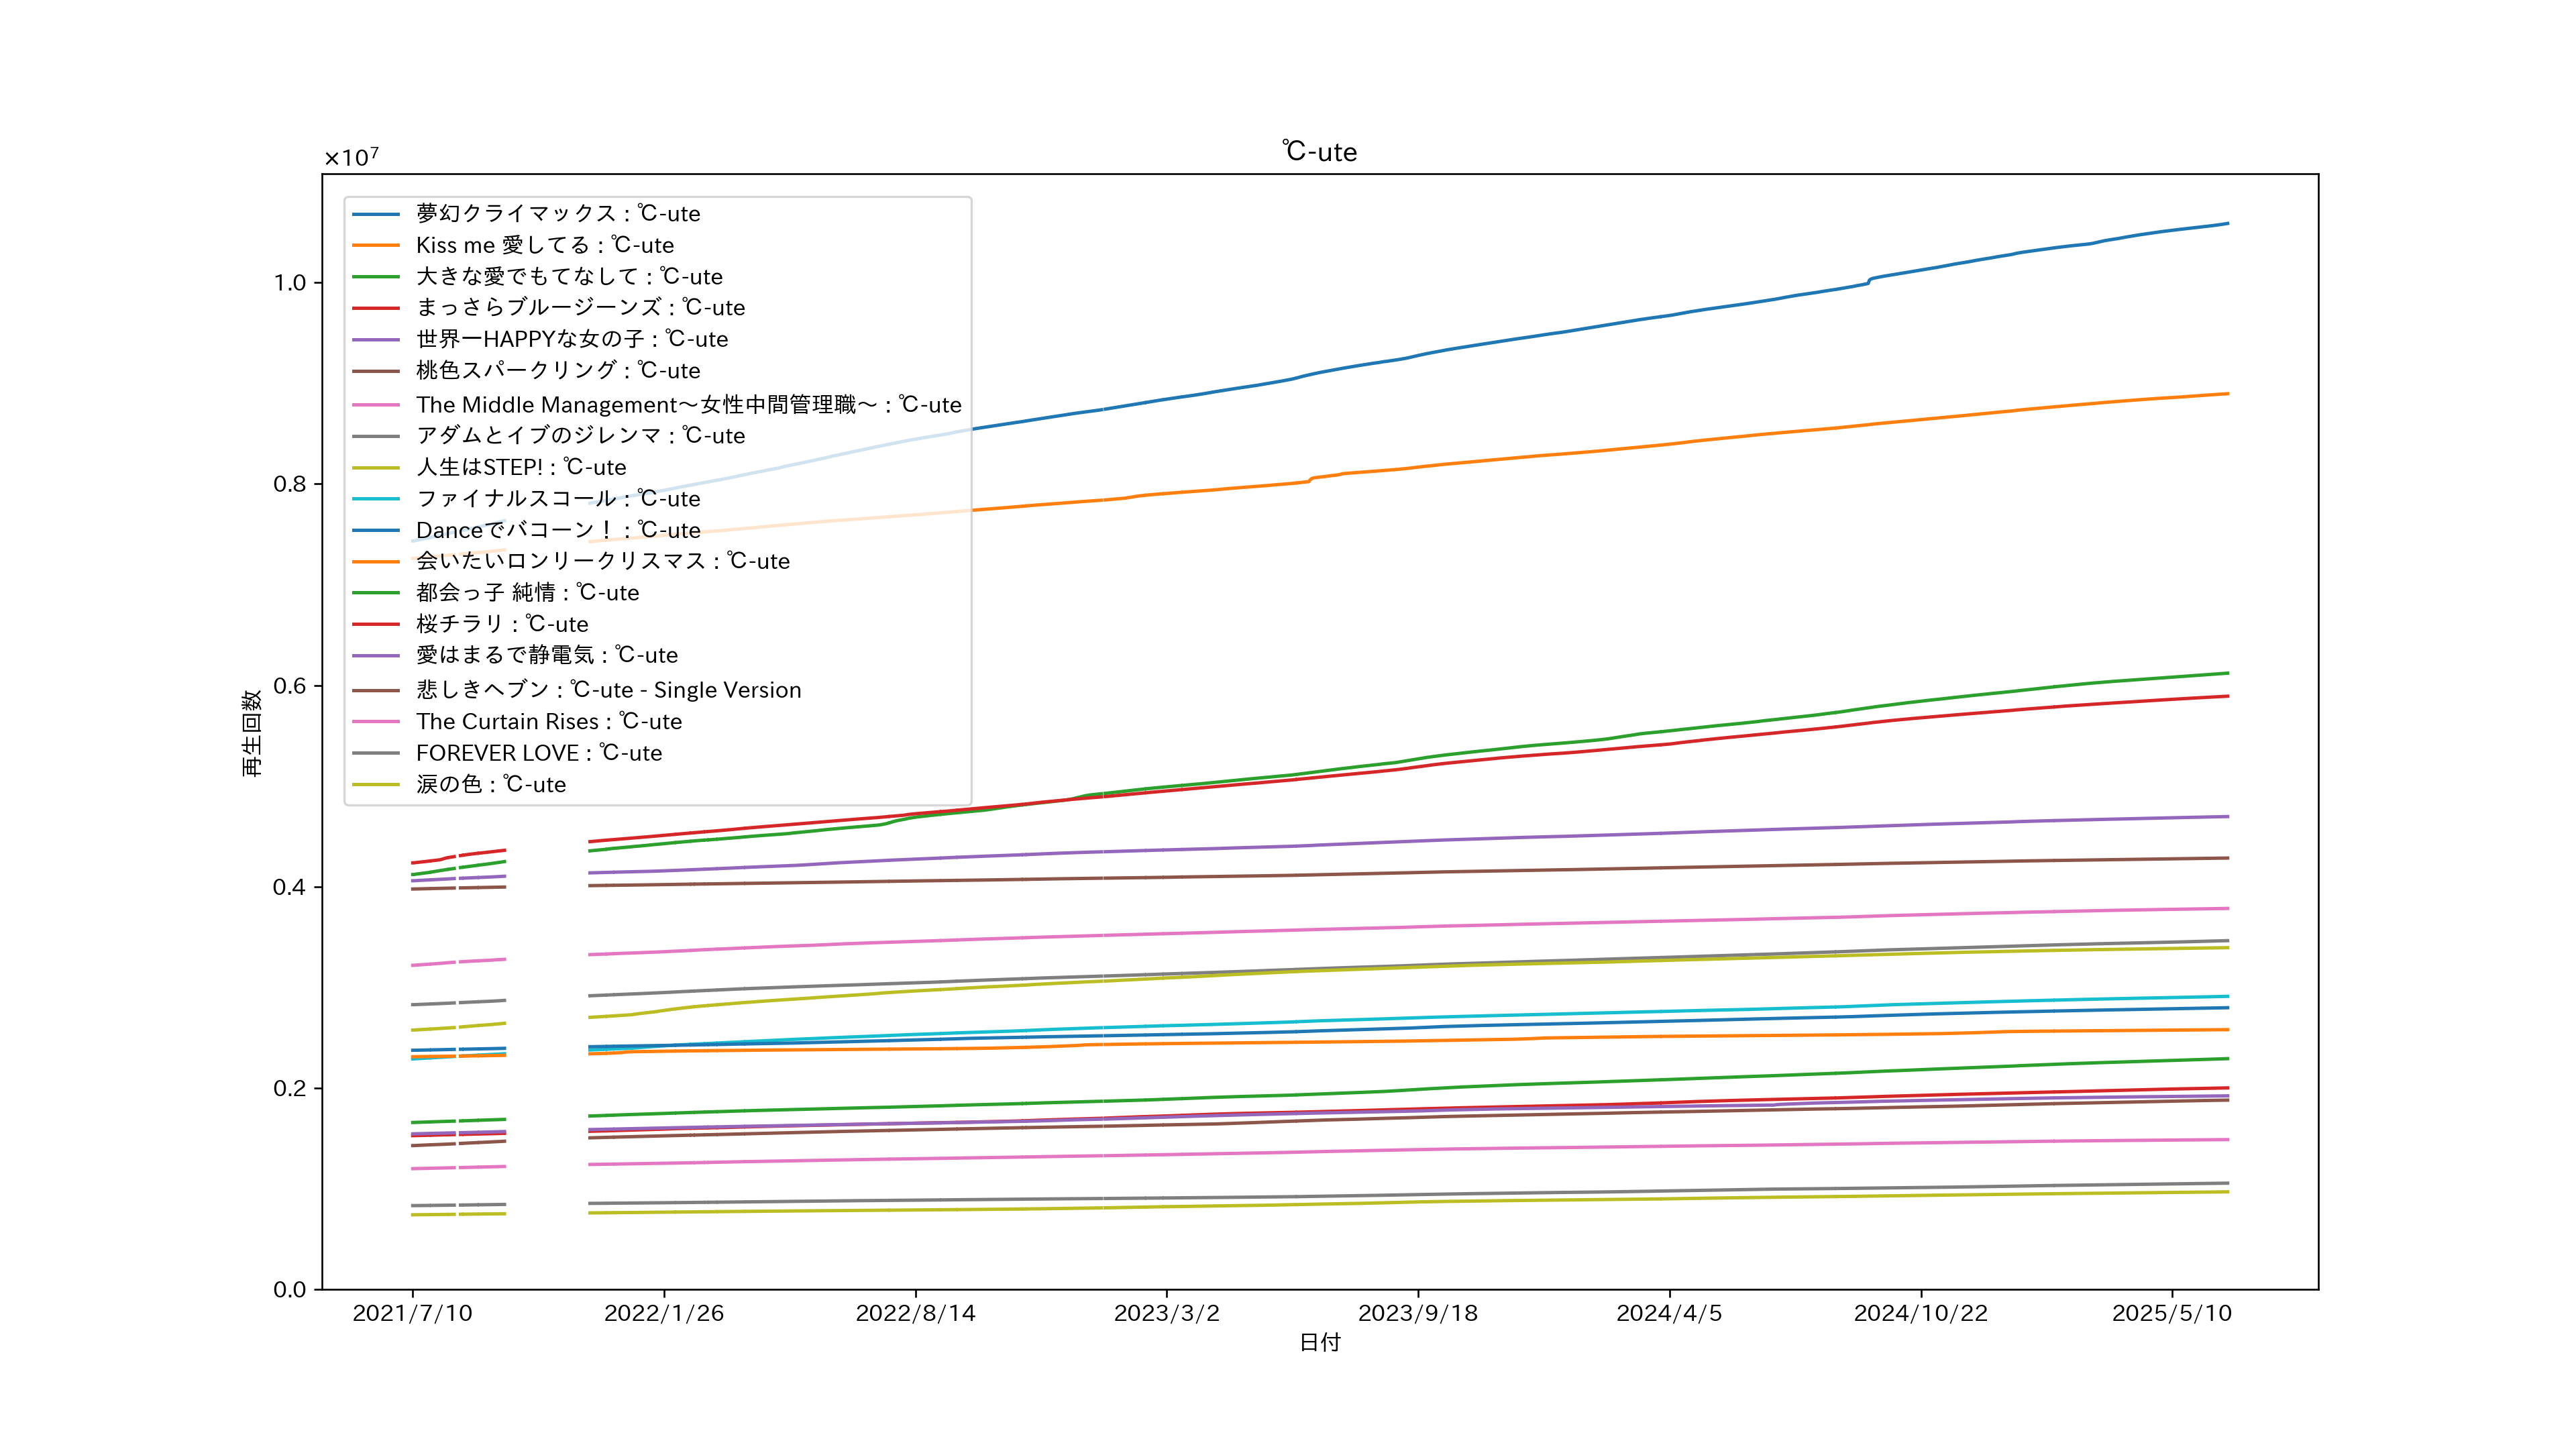 ℃-ute
×10⁷
夢幻クライマックス : ℃-ute
Kiss me 愛してる : ℃-ute
大きな愛でもてなして : ℃-ute
まっさらブルージーンズ : ℃-ute
世界一HAPPYな女の子 : ℃-ute
桃色スパークリング : ℃-ute
The Middle Management～女性中間管理職～ : ℃-ute
アダムとイブのジレンマ : ℃-ute
人生はSTEP! : ℃-ute
ファイナルスコール : ℃-ute
Danceでバコーン！ : ℃-ute
会いたいロンリークリスマス : ℃-ute
都会っ子 純情 : ℃-ute
桜チラリ : ℃-ute
愛はまるで静電気 : ℃-ute
悲しきヘブン : ℃-ute - Single Version
The Curtain Rises : ℃-ute
FOREVER LOVE : ℃-ute
涙の色 : ℃-ute
1.0
0.8
0.6
0.4
0.2
0.0
再生回数
2021/7/10 2022/1/26 2022/8/14 2023/3/2 2023/9/18 2024/4/5 2024/10/22 2025/5/10
日付